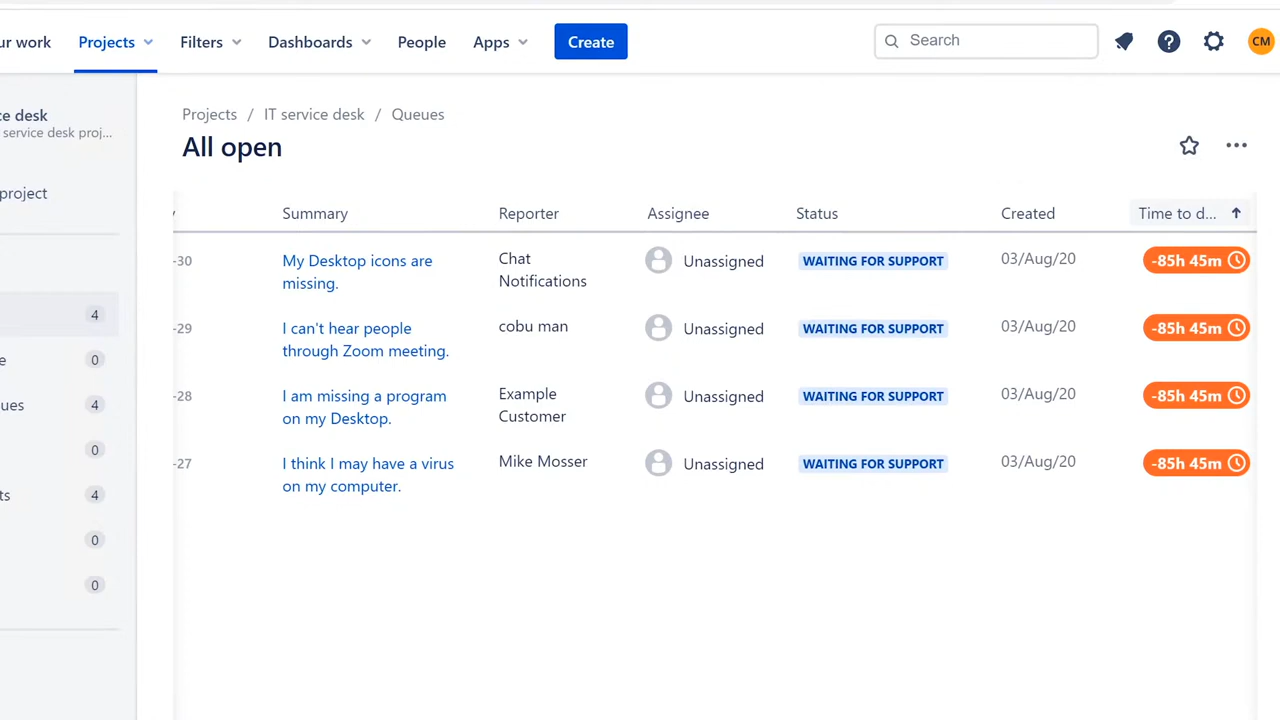 ur work Projects Filters Dashboards People Apps Create Search CM
ce desk
service desk proj...
project
Projects / IT service desk / Queues
All open
y Summary Reporter Assignee Status Created Time to d...
-30 My Desktop icons are missing. Chat Notifications Unassigned WAITING FOR SUPPORT 03/Aug/20 -85h 45m
-29 I can't hear people through Zoom meeting. cobu man Unassigned WAITING FOR SUPPORT 03/Aug/20 -85h 45m
-28 I am missing a program on my Desktop. Example Customer Unassigned WAITING FOR SUPPORT 03/Aug/20 -85h 45m
-27 I think I may have a virus on my computer. Mike Mosser Unassigned WAITING FOR SUPPORT 03/Aug/20 -85h 45m
4
e 0
ues 4
0
ts 4
0
0